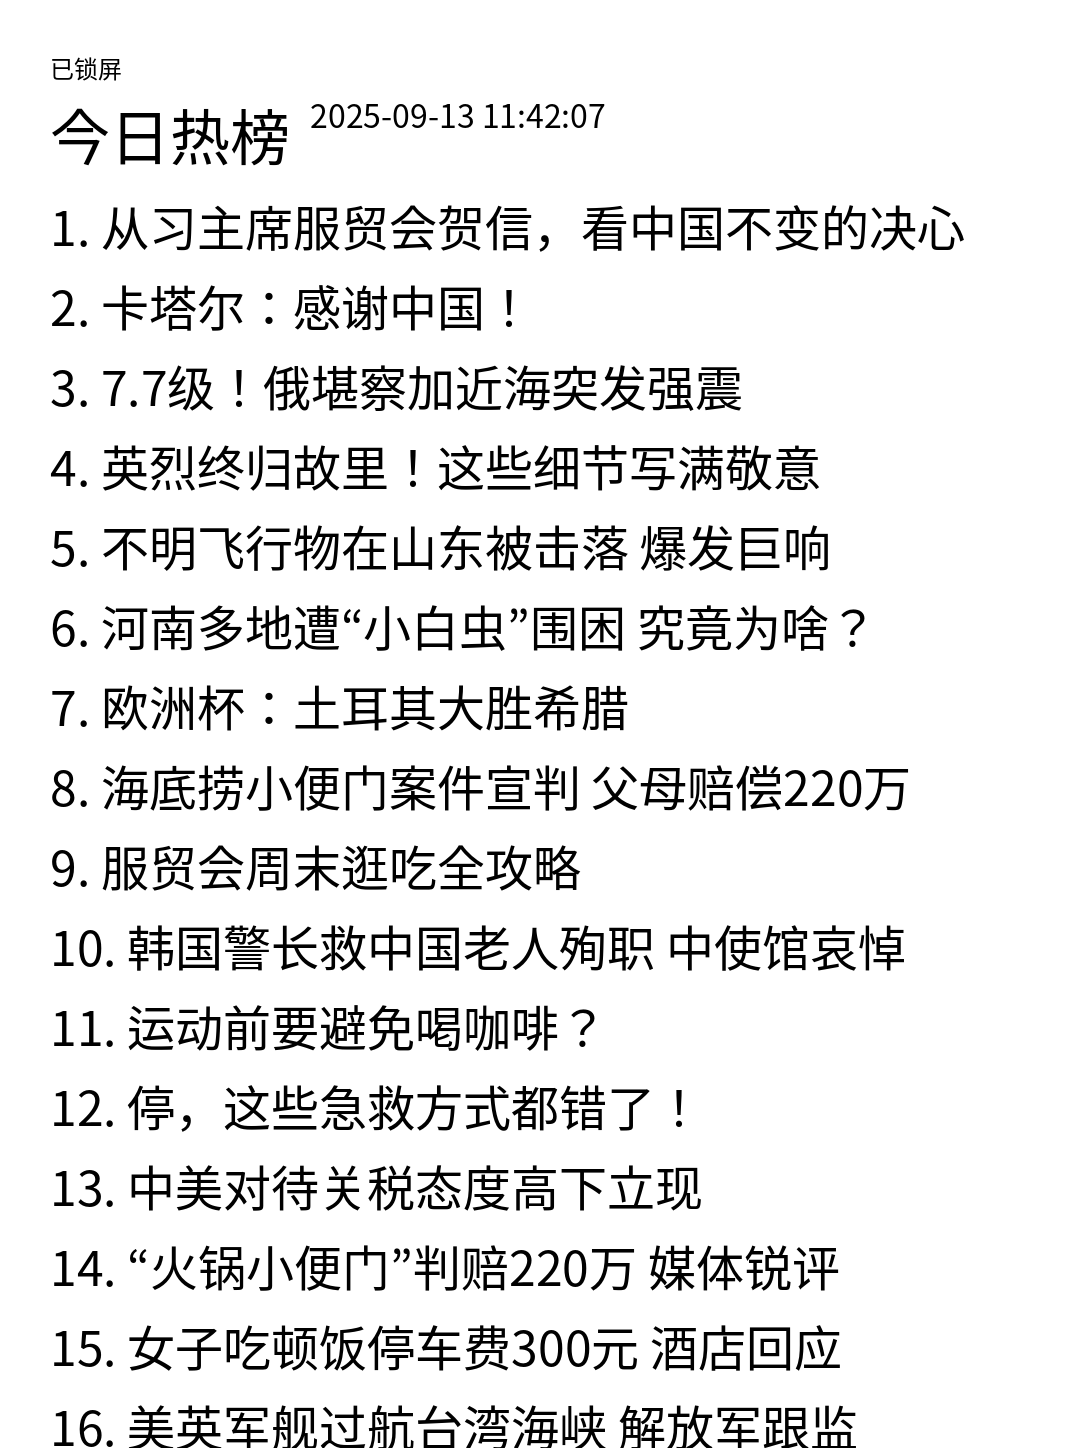 已锁屏
今日热榜 2025-09-13 11:42:07
1. 从习主席服贸会贺信，看中国不变的决心
2. 卡塔尔：感谢中国！
3. 7.7级！俄堪察加近海突发强震
4. 英烈终归故里！这些细节写满敬意
5. 不明飞行物在山东被击落 爆发巨响
6. 河南多地遭“小白虫”围困 究竟为啥？
7. 欧洲杯：土耳其大胜希腊
8. 海底捞小便门案件宣判 父母赔偿220万
9. 服贸会周末逛吃全攻略
10. 韩国警长救中国老人殉职 中使馆哀悼
11. 运动前要避免喝咖啡？
12. 停，这些急救方式都错了！
13. 中美对待关税态度高下立现
14. “火锅小便门”判赔220万 媒体锐评
15. 女子吃顿饭停车费300元 酒店回应
16. 美英军舰过航台湾海峡 解放军跟监